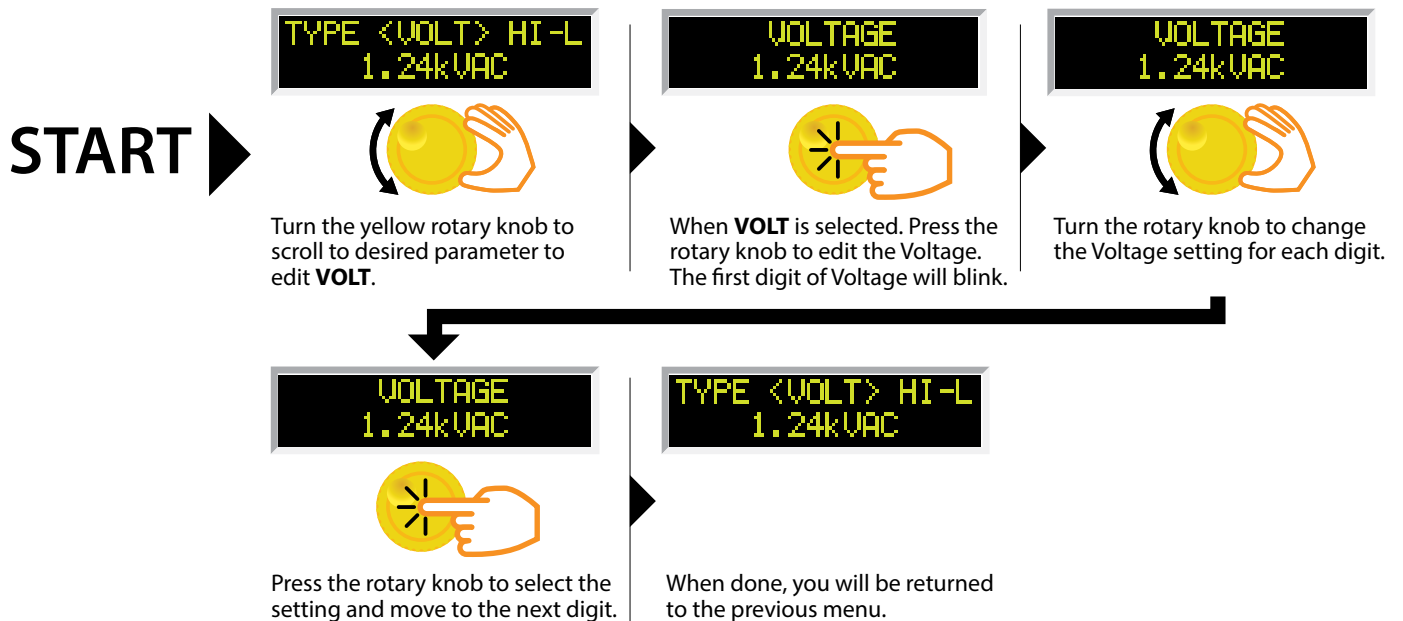 TYPE <VOLT> HI-L
1.24kVAC
VOLTAGE
1.24kVAC
VOLTAGE
1.24kVAC
START
Turn the yellow rotary knob to
scroll to desired parameter to
edit VOLT.
When VOLT is selected. Press the
rotary knob to edit the Voltage.
The first digit of Voltage will blink.
Turn the rotary knob to change
the Voltage setting for each digit.
VOLTAGE
1.24kVAC
TYPE <VOLT> HI-L
1.24kVAC
Press the rotary knob to select the
setting and move to the next digit.
When done, you will be returned
to the previous menu.